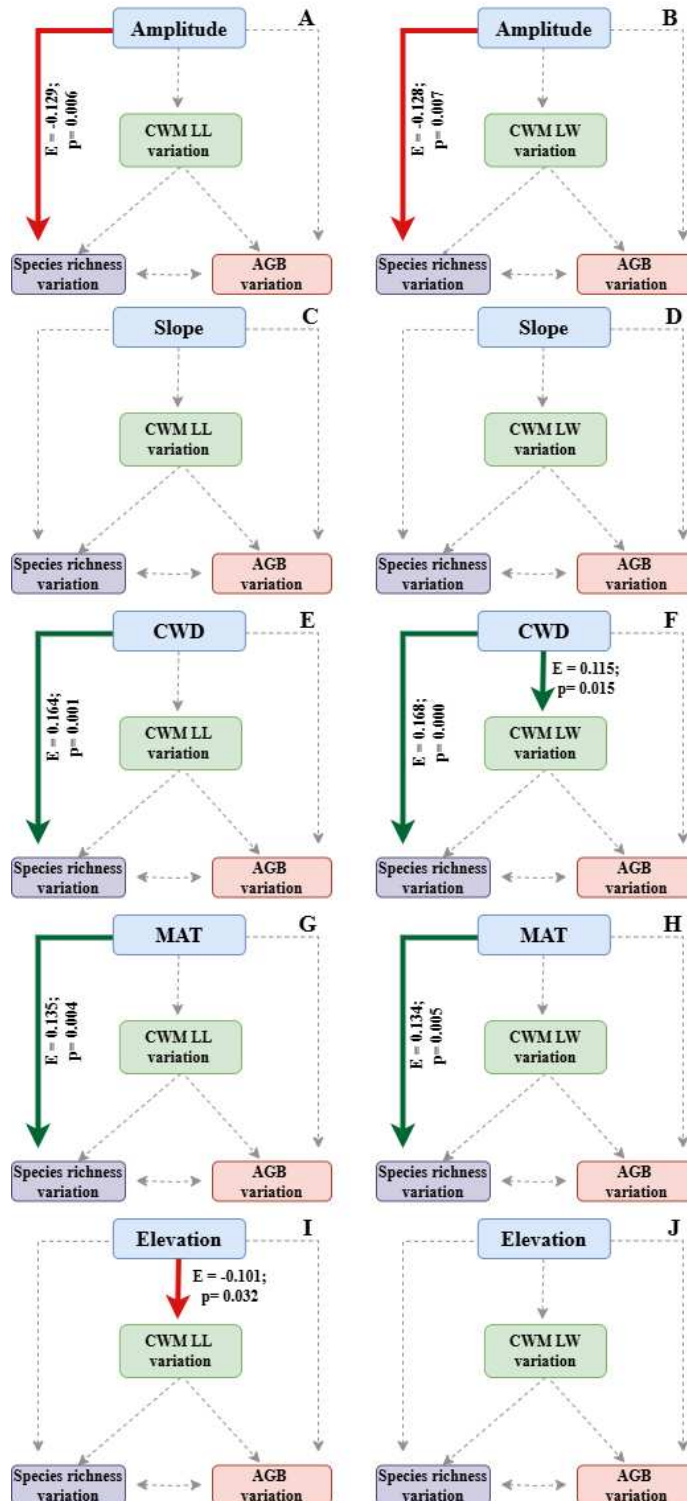 A
Amplitude
E = -0.129;
p= 0.006
CWM LL
variation
Species richness
variation
AGB
variation
B
Amplitude
E = -0.128;
p= 0.007
CWM LW
variation
Species richness
variation
AGB
variation
C
Slope
CWM LL
variation
Species richness
variation
AGB
variation
D
Slope
CWM LW
variation
Species richness
variation
AGB
variation
E
CWD
E = 0.164;
p= 0.001
CWM LL
variation
Species richness
variation
AGB
variation
F
CWD
E = 0.115;
p= 0.015
E = 0.168;
p= 0.000
CWM LW
variation
Species richness
variation
AGB
variation
G
MAT
E = 0.135;
p= 0.004
CWM LL
variation
Species richness
variation
AGB
variation
H
MAT
E = 0.134;
p= 0.005
CWM LW
variation
Species richness
variation
AGB
variation
I
Elevation
E = -0.101;
p= 0.032
CWM LL
variation
Species richness
variation
AGB
variation
J
Elevation
CWM LW
variation
Species richness
variation
AGB
variation